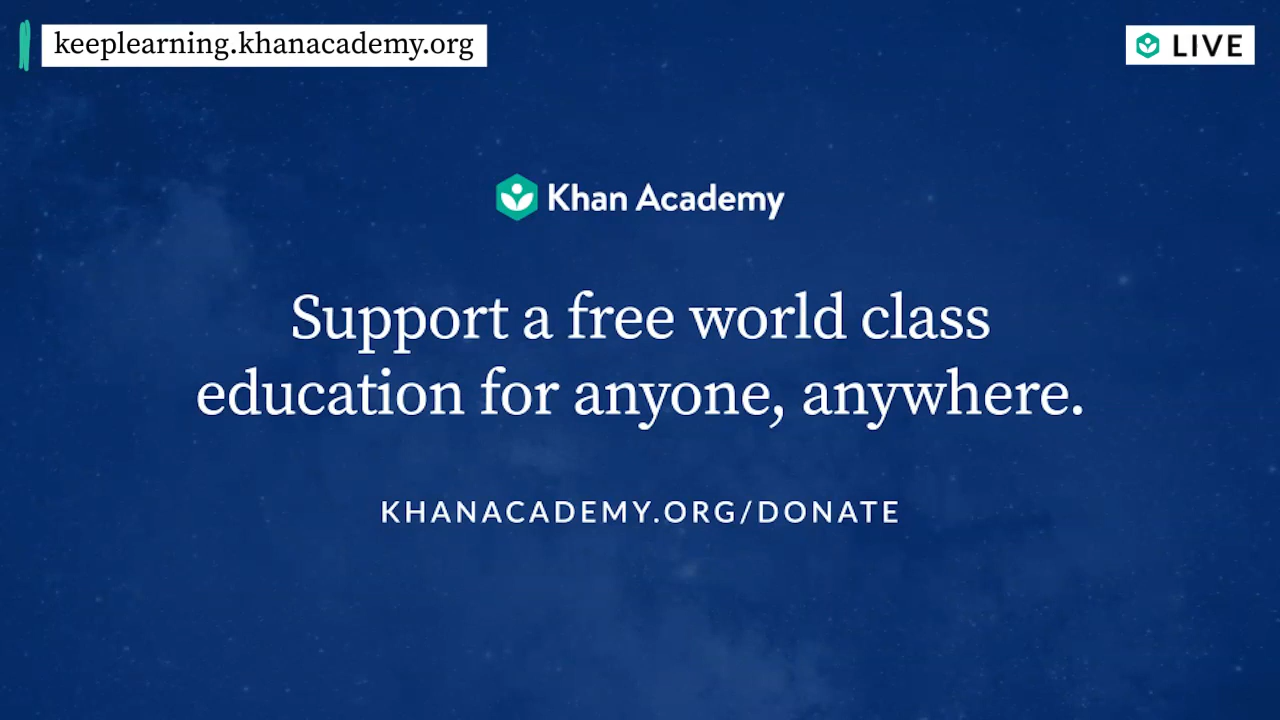 keeplearning.khanacademy.org
LIVE
Khan Academy
Support a free world class
education for anyone, anywhere.
KHANACADEMY.ORG/DONATE